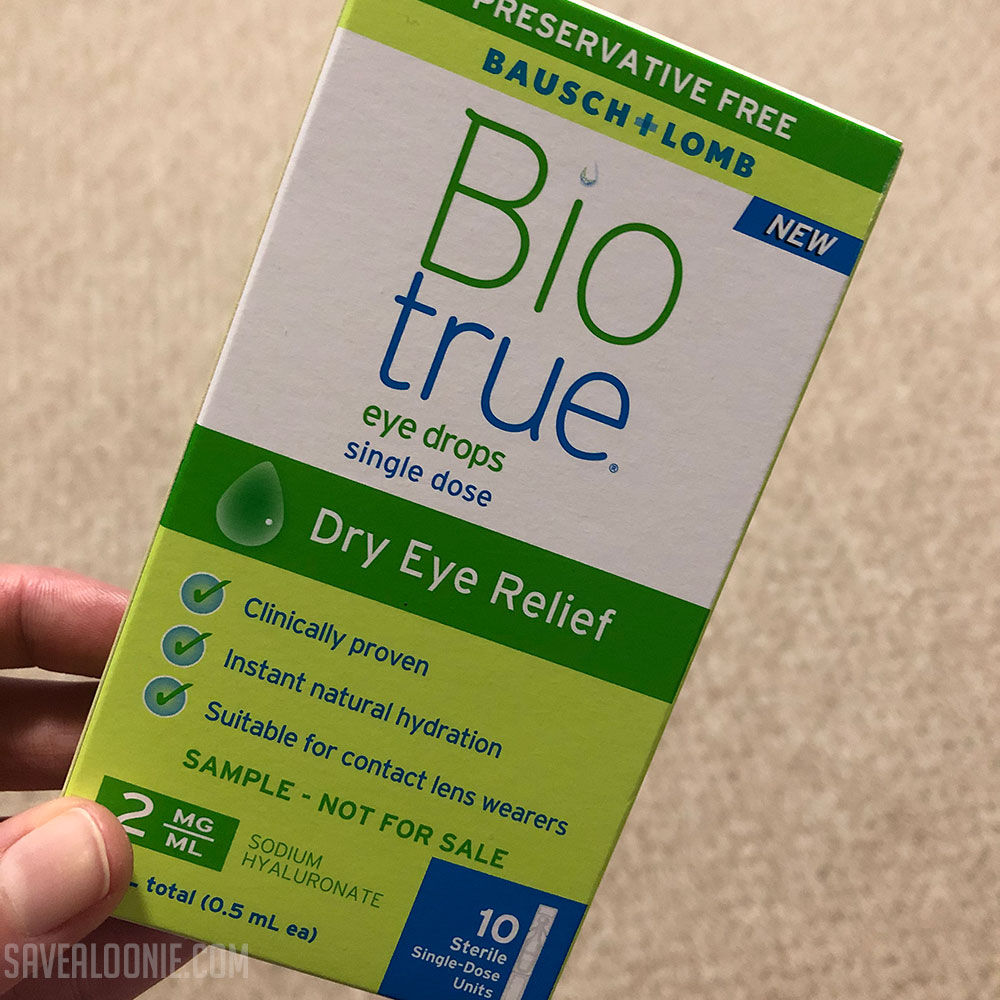 PRESERVATIVE FREE
BAUSCH+LOMB
NEW
Bio
true®
eye drops
single dose
Dry Eye Relief
Clinically proven
Instant natural hydration
Suitable for contact lens wearers
SAMPLE - NOT FOR SALE
2 MG
ML
SODIUM
HYALURONATE
total (0.5 mL ea)
10
Sterile
Single-Dose
Units
SAVEALOONIE.COM